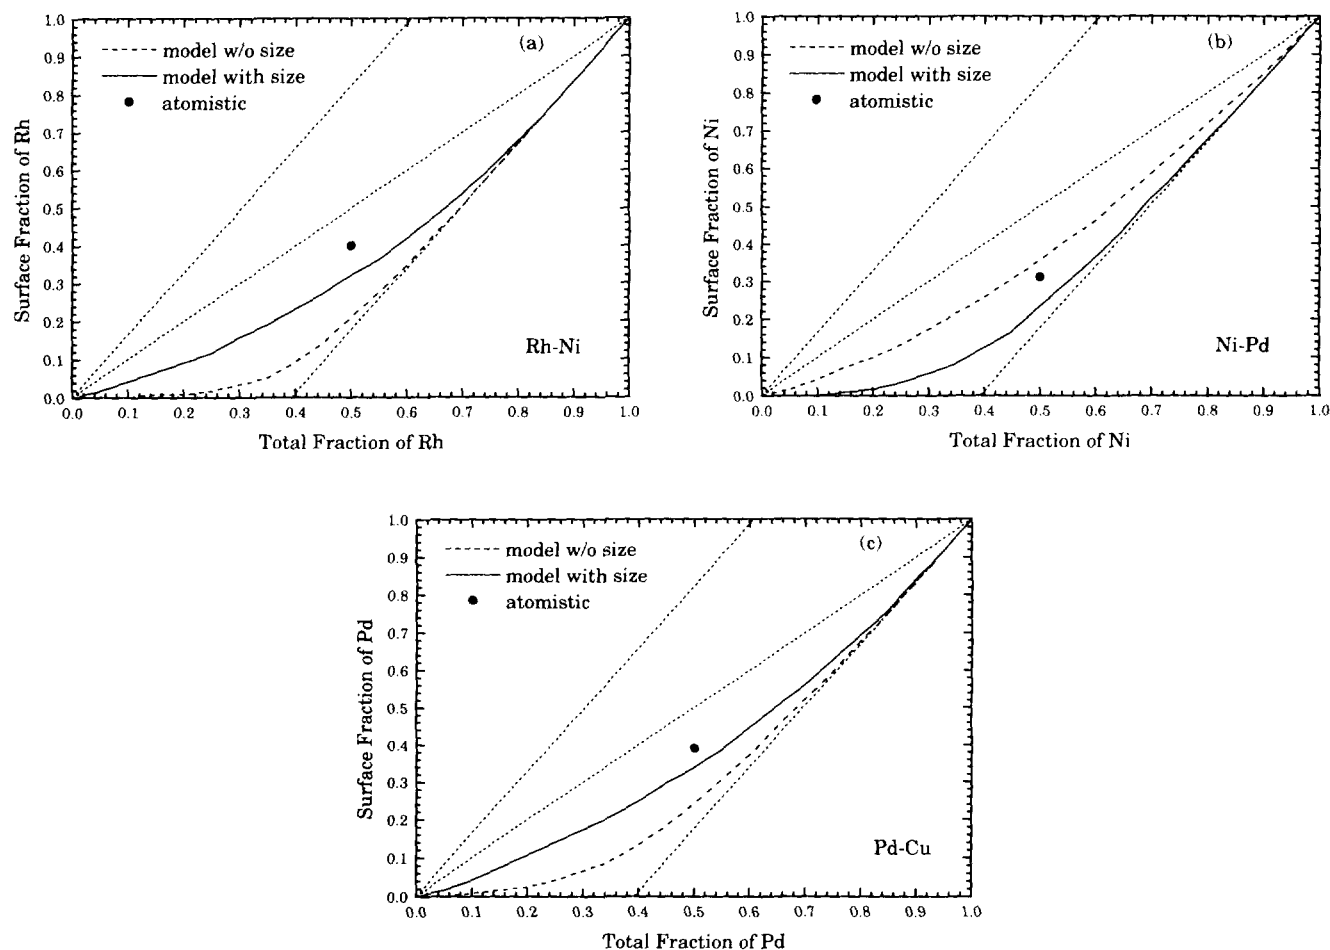 (a)
model w/o size
model with size
atomistic
1.0
0.9
0.8
0.7
0.6
0.5
0.4
0.3
0.2
0.1
0.0
Surface Fraction of Rh
Rh-Ni
0.0 0.1 0.2 0.3 0.4 0.5 0.6 0.7 0.8 0.9 1.0
Total Fraction of Rh
(b)
model w/o size
model with size
atomistic
1.0
0.9
0.8
0.7
0.6
0.5
0.4
0.3
0.2
0.1
0.0
Surface Fraction of Ni
Ni-Pd
0.0 0.1 0.2 0.3 0.4 0.5 0.6 0.7 0.8 0.9 1.0
Total Fraction of Ni
(c)
model w/o size
model with size
atomistic
1.0
0.9
0.8
0.7
0.6
0.5
0.4
0.3
0.2
0.1
0.0
Surface Fraction of Pd
Pd-Cu
0.0 0.1 0.2 0.3 0.4 0.5 0.6 0.7 0.8 0.9 1.0
Total Fraction of Pd